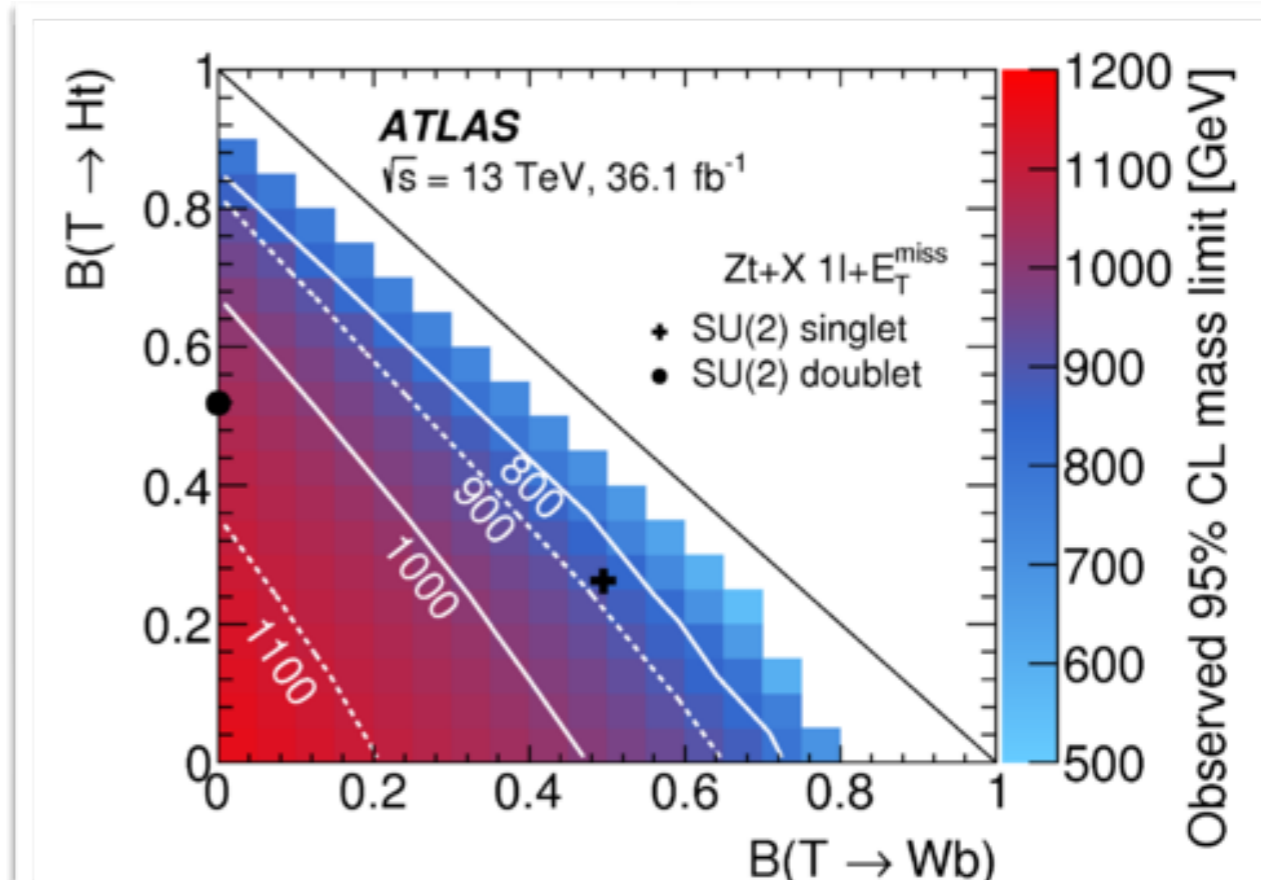 B(T → Ht)
1
0.8
0.6
0.4
0.2
0
ATLAS
√s = 13 TeV, 36.1 fb⁻¹
Zt+X 1l+E_T^miss
SU(2) singlet
SU(2) doublet
800
900
1000
1100
0 0.2 0.4 0.6 0.8 1
B(T → Wb)
1200
1100
1000
900
800
700
600
500
Observed 95% CL mass limit [GeV]